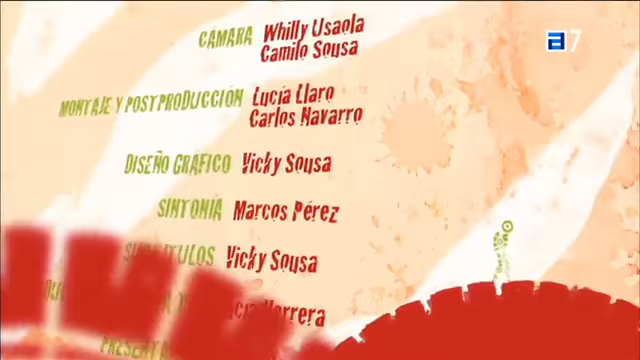 a7
CÁMARA Whilly Usaola
Camilo Sousa
MONTAJE Y POSTPRODUCCIÓN Lucía Llaro
Carlos Navarro
DISEÑO GRÁFICO Vicky Sousa
SINTONÍA Marcos Pérez
Vicky Sousa